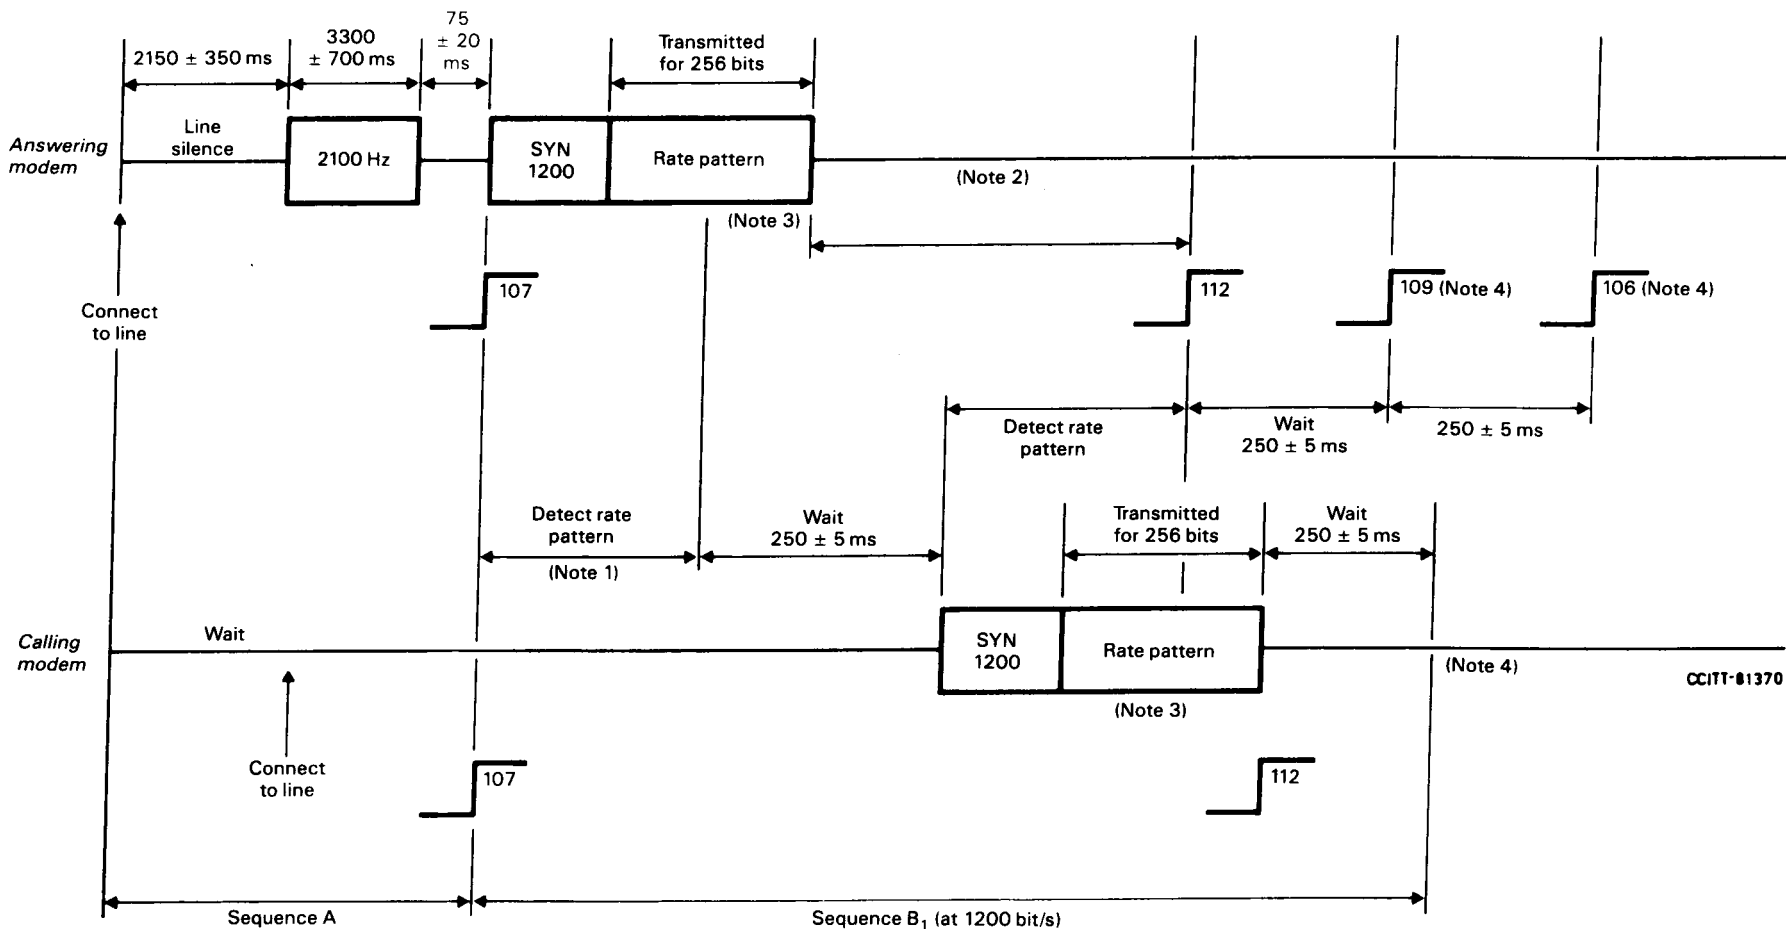 75
± 20
ms
2150 ± 350 ms
3300
± 700 ms
Transmitted
for 256 bits
Answering
modem
Line
silence
2100 Hz
SYN
1200
Rate pattern
(Note 2)
(Note 3)
Connect
to line
107
112
109 (Note 4)
106 (Note 4)
Detect rate
pattern
Wait
250 ± 5 ms
250 ± 5 ms
Detect rate
pattern
(Note 1)
Wait
250 ± 5 ms
Transmitted
for 256 bits
Wait
250 ± 5 ms
Calling
modem
Wait
SYN
1200
Rate pattern
(Note 4)
(Note 3)
CCITT-81370
Connect
to line
107
112
Sequence A
Sequence B₁ (at 1200 bit/s)